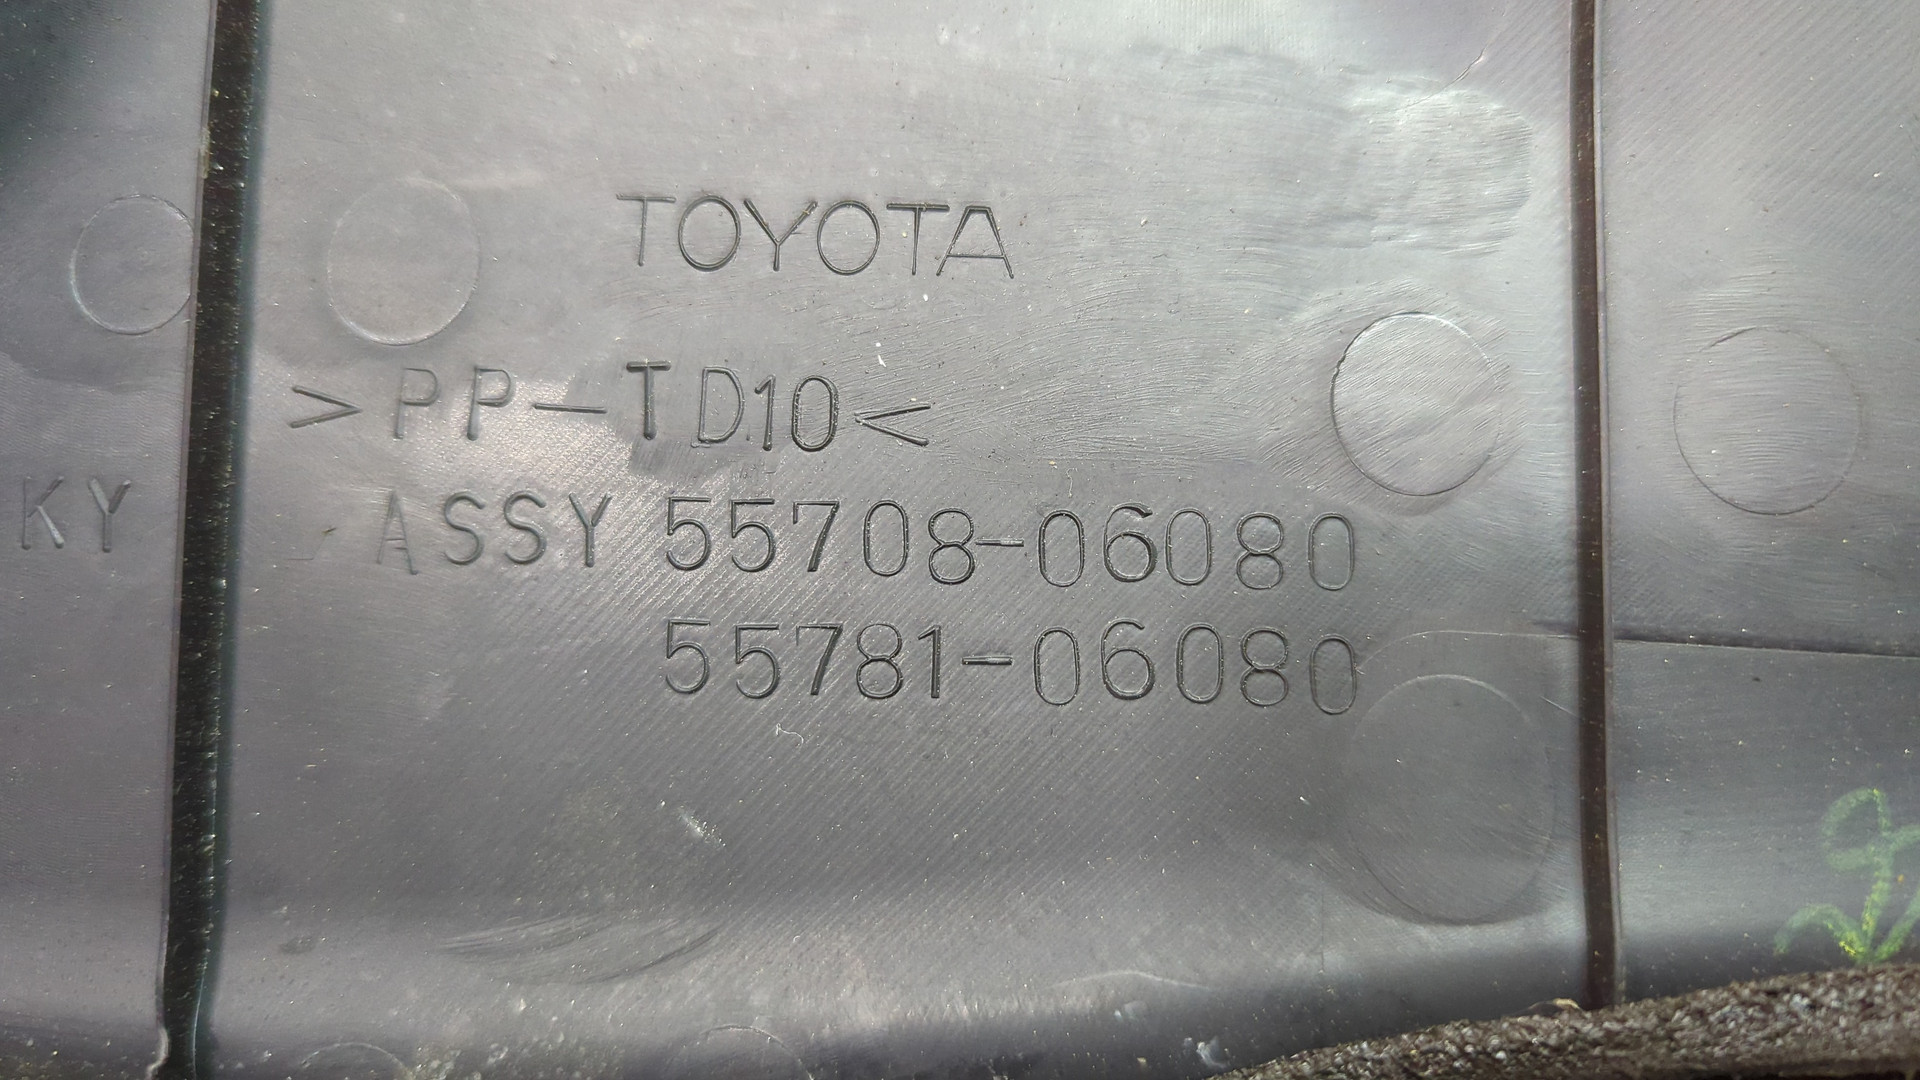 TOYOTA
>PP-TD10<
KY
ASSY 55708-06080
55781-06080